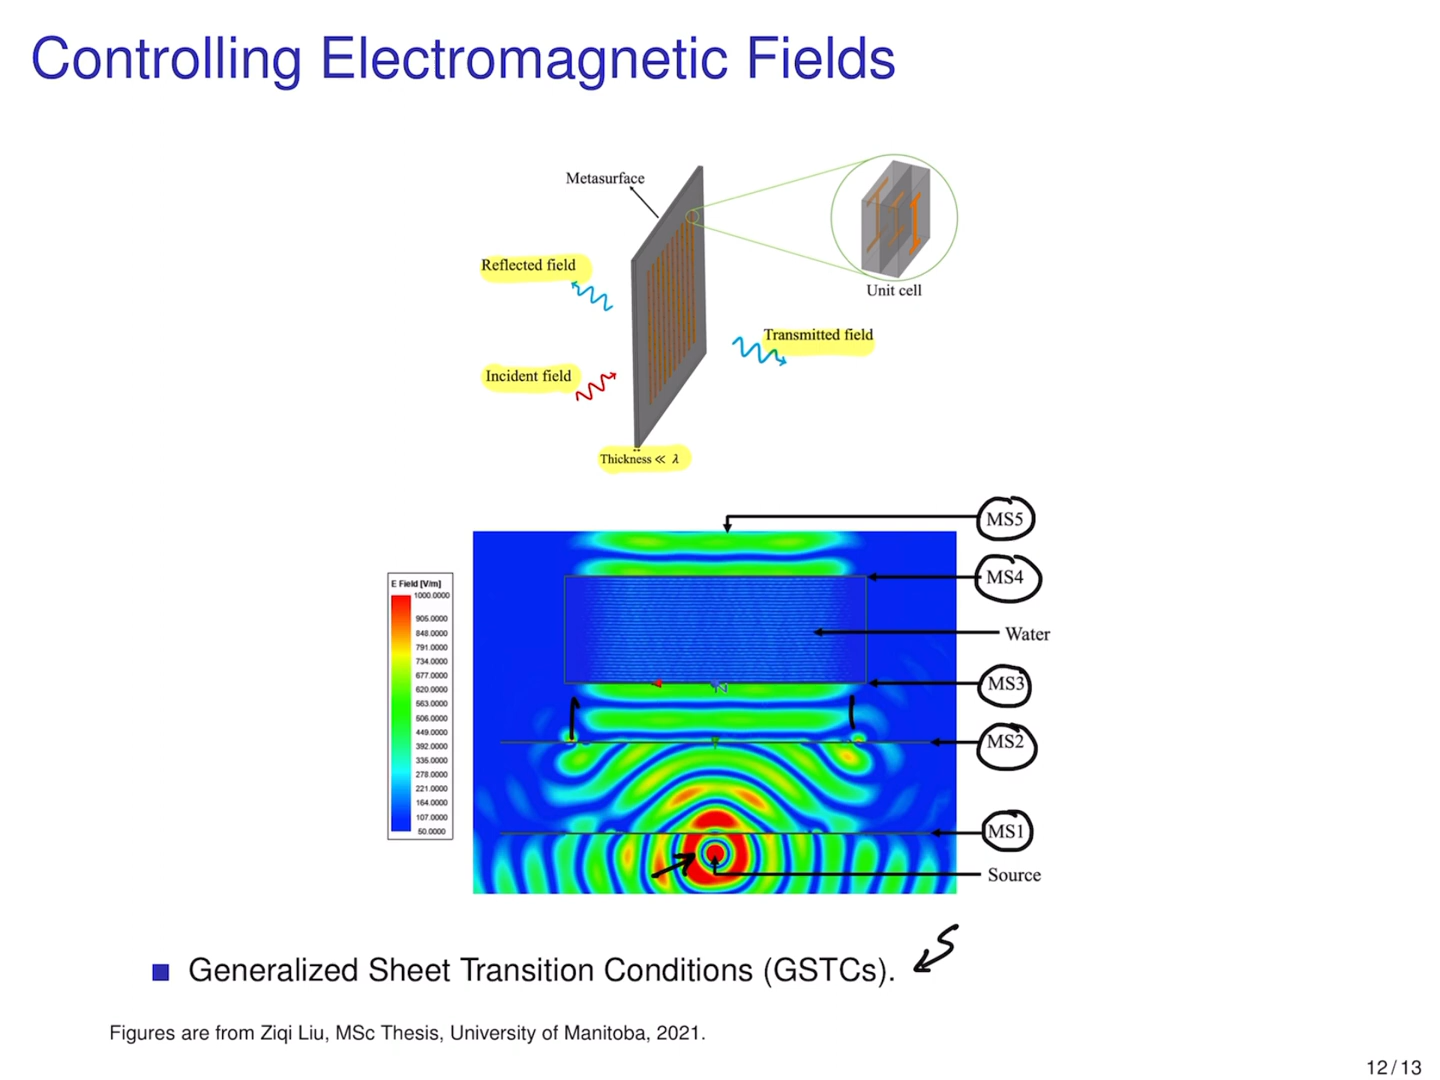 Controlling Electromagnetic Fields
Metasurface
Reflected field
Unit cell
Transmitted field
Incident field
Thickness ≪ λ
MS5
MS4
Water
MS3
MS2
MS1
Source
E Field [V/m]
1000.0000
905.0000
848.0000
791.0000
734.0000
677.0000
620.0000
563.0000
506.0000
449.0000
392.0000
335.0000
278.0000
221.0000
164.0000
107.0000
50.0000
Generalized Sheet Transition Conditions (GSTCs).
Figures are from Ziqi Liu, MSc Thesis, University of Manitoba, 2021.
12 / 13